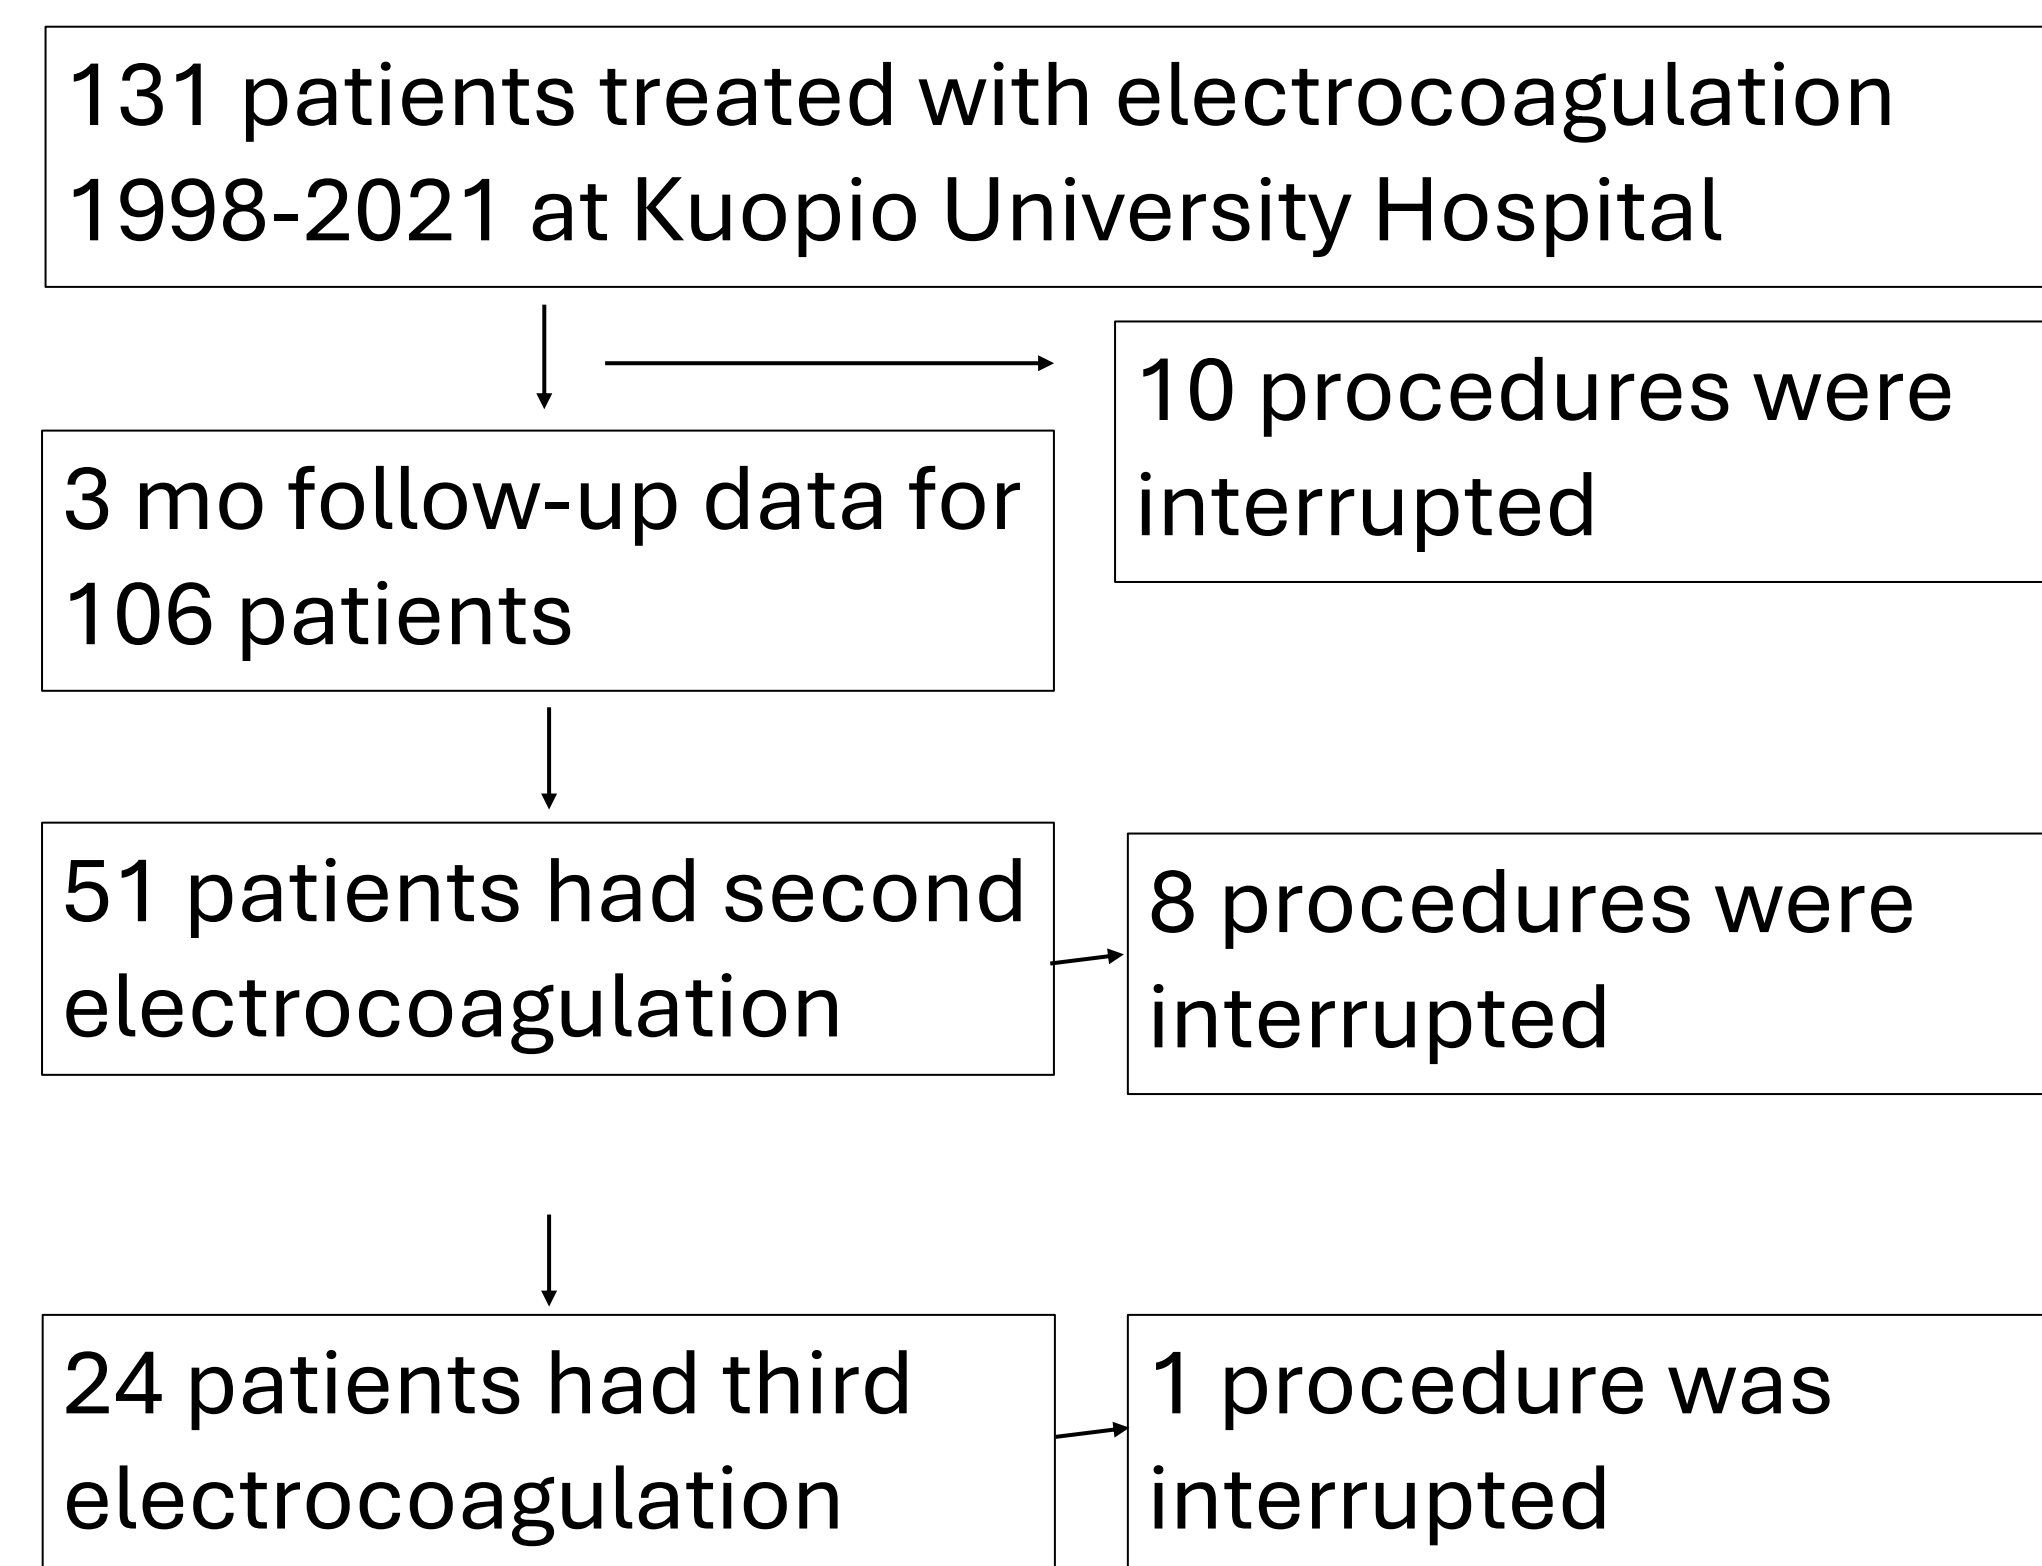 131 patients treated with electrocoagulation
1998-2021 at Kuopio University Hospital
10 procedures were
interrupted
3 mo follow-up data for
106 patients
51 patients had second
electrocoagulation
8 procedures were
interrupted
24 patients had third
electrocoagulation
1 procedure was
interrupted